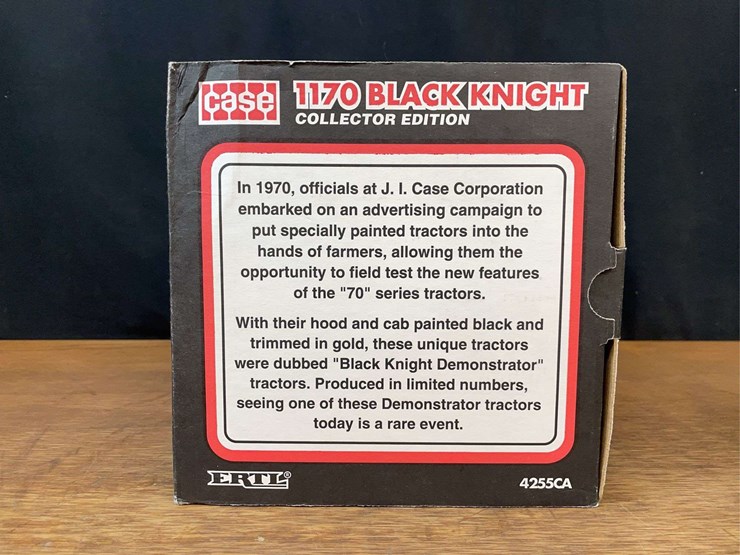 case 1170 BLACK KNIGHT
COLLECTOR EDITION
In 1970, officials at J. I. Case Corporation
embarked on an advertising campaign to
put specially painted tractors into the
hands of farmers, allowing them the
opportunity to field test the new features
of the "70" series tractors.
With their hood and cab painted black and
trimmed in gold, these unique tractors
were dubbed "Black Knight Demonstrator"
tractors. Produced in limited numbers,
seeing one of these Demonstrator tractors
today is a rare event.
ERTL® 4255CA